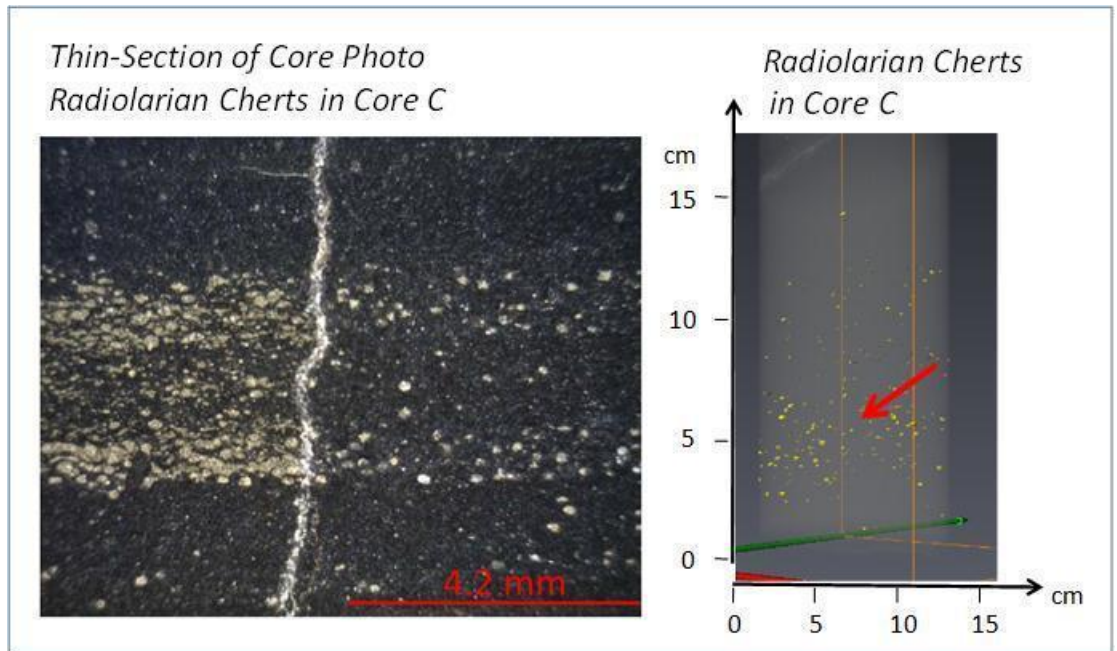 Thin-Section of Core Photo
Radiolarian Cherts in Core C
4.2 mm
Radiolarian Cherts
in Core C
cm
15
10
5
0
0 5 10 15 cm